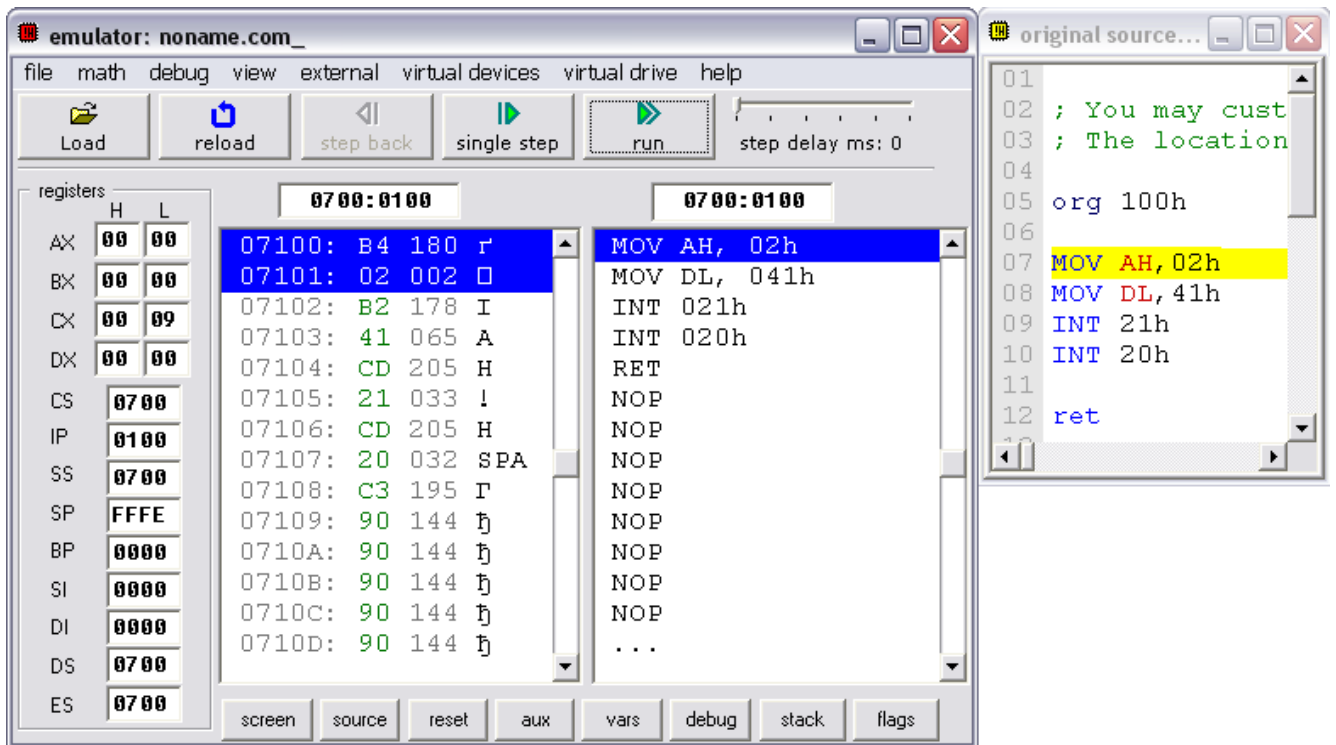 emulator: noname.com_
file math debug view external virtual devices virtual drive help
Load reload step back single step run step delay ms: 0
registers
H L
AX 00 00
BX 00 00
CX 00 09
DX 00 00
CS 0700
IP 0100
SS 0700
SP FFFE
BP 0000
SI 0000
DI 0000
DS 0700
ES 0700
0700:0100
07100: B4 180 ґ
07101: 02 002
07102: B2 178 І
07103: 41 065 A
07104: CD 205 Н
07105: 21 033 !
07106: CD 205 Н
07107: 20 032 SPA
07108: C3 195 Г
07109: 90 144 ђ
0710A: 90 144 ђ
0710B: 90 144 ђ
0710C: 90 144 ђ
0710D: 90 144 ђ
0700:0100
MOV AH, 02h
MOV DL, 041h
INT 021h
INT 020h
RET
NOP
NOP
NOP
NOP
NOP
NOP
NOP
NOP
...
screen source reset aux vars debug stack flags
original source...
01
02 ; You may cust
03 ; The location
04
05 org 100h
06
07 MOV AH,02h
08 MOV DL,41h
09 INT 21h
10 INT 20h
11
12 ret